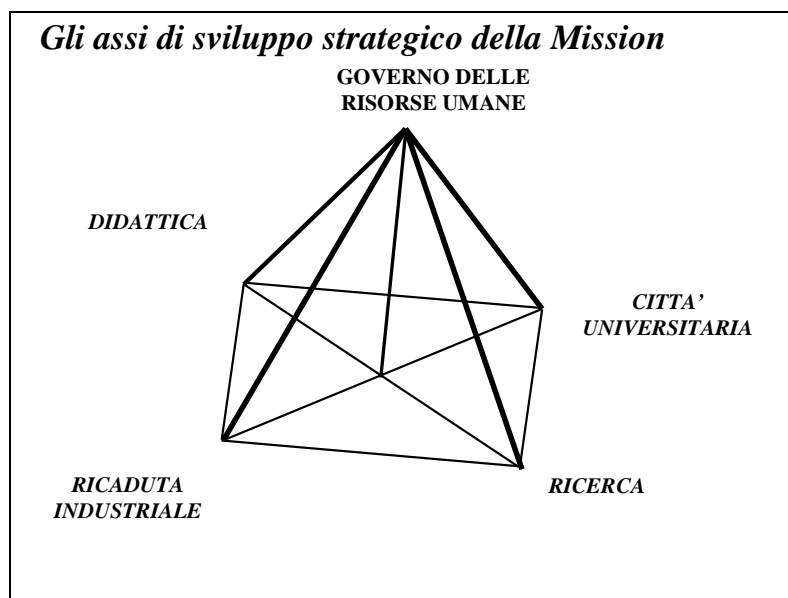 Gli assi di sviluppo strategico della Mission
GOVERNO DELLE
RISORSE UMANE
DIDATTICA
CITTA’
UNIVERSITARIA
RICADUTA
INDUSTRIALE
RICERCA